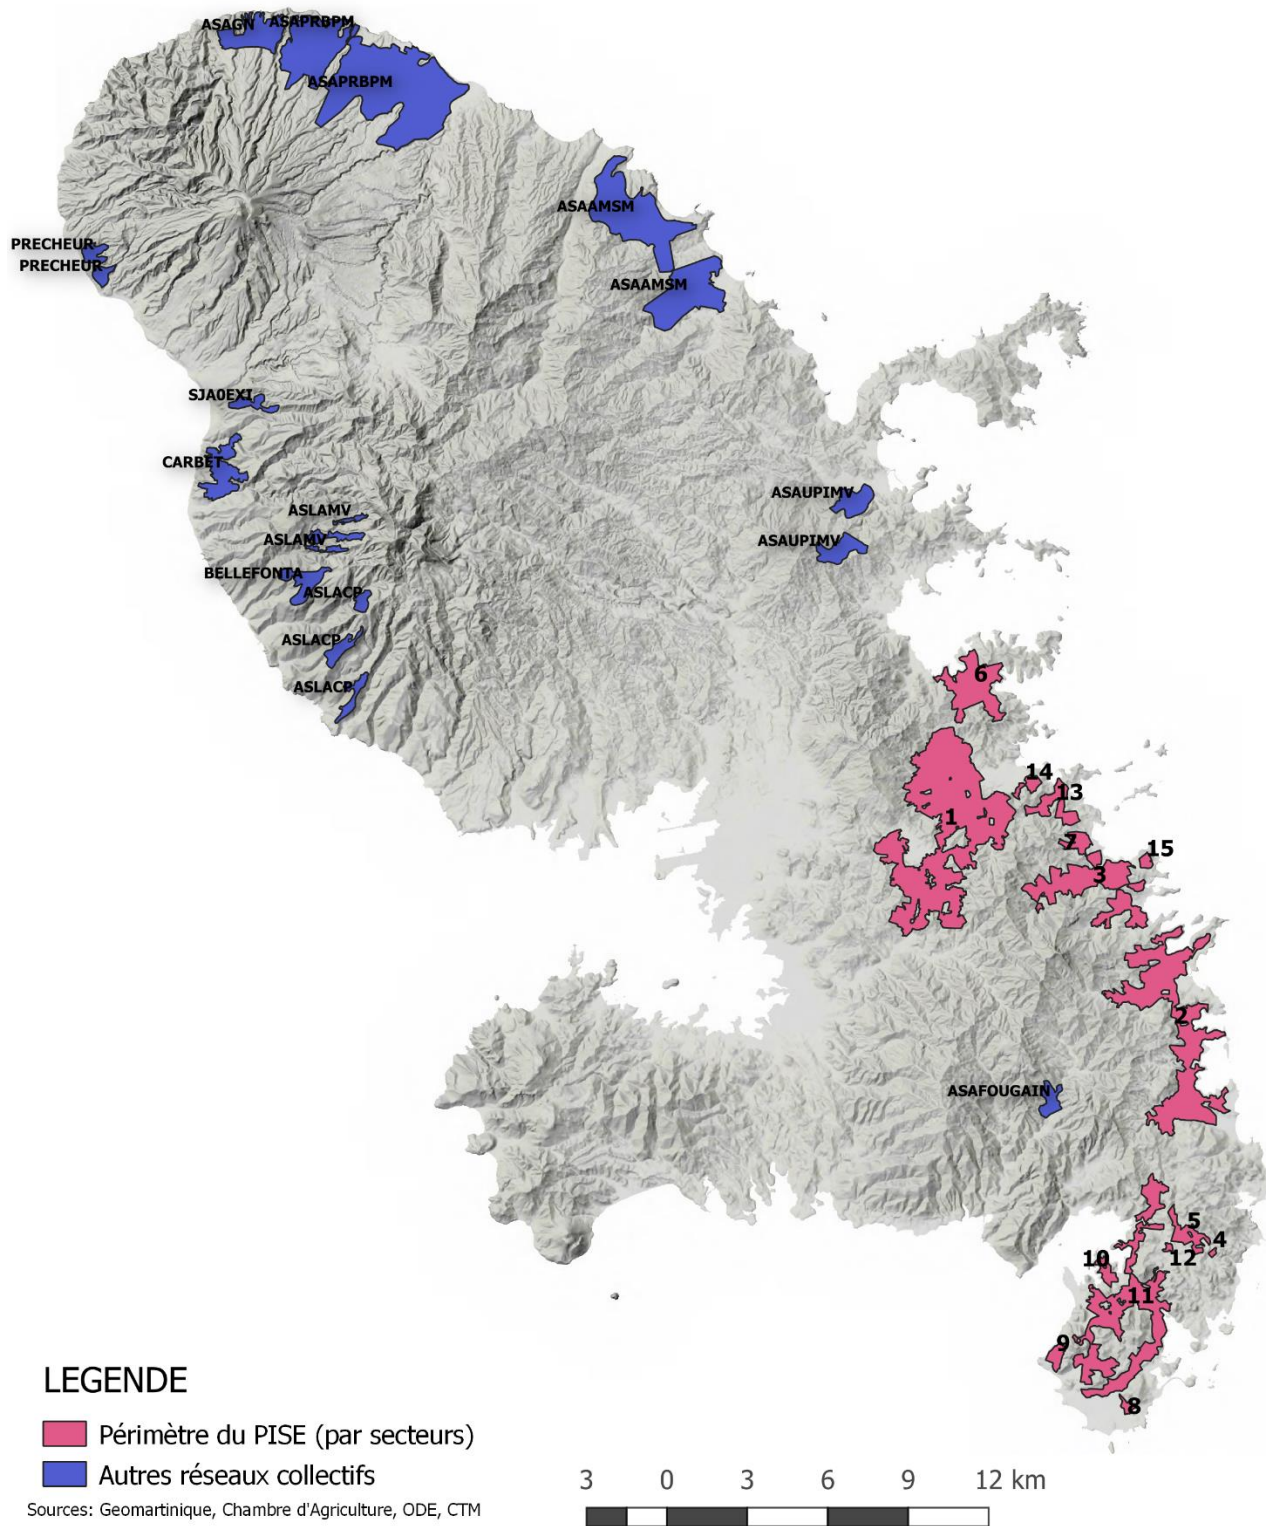 ASAGN
ASAPRBPM
ASAPRBPM
ASAAMSM
PRECHEUR
PRECHEUR
ASAAMSM
SJA0EXI
CARBET
ASAUPIMV
ASLAMV
ASLAMV
ASAUPIMV
BELLEFONTA
ASLACP
ASLACP
ASLACP
6
14
13
1
7
15
3
2
ASAFOUGAIN
5
4
12
10
11
9
8
LEGENDE
Périmètre du PISE (par secteurs)
Autres réseaux collectifs
Sources: Geomartinique, Chambre d'Agriculture, ODE, CTM
3 0 3 6 9 12 km